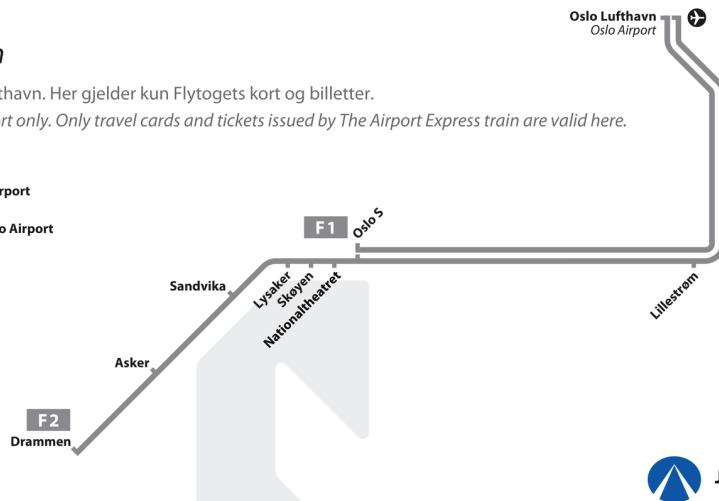 Oslo Lufthavn
Oslo Airport
thavn. Her gjelder kun Flytogets kort og billetter.
rt only. Only travel cards and tickets issued by The Airport Express train are valid here.
rport
o Airport
F1
Oslo S
Sandvika
Lysaker
Skøyen
Nationaltheatret
Lillestrøm
Asker
F2
Drammen